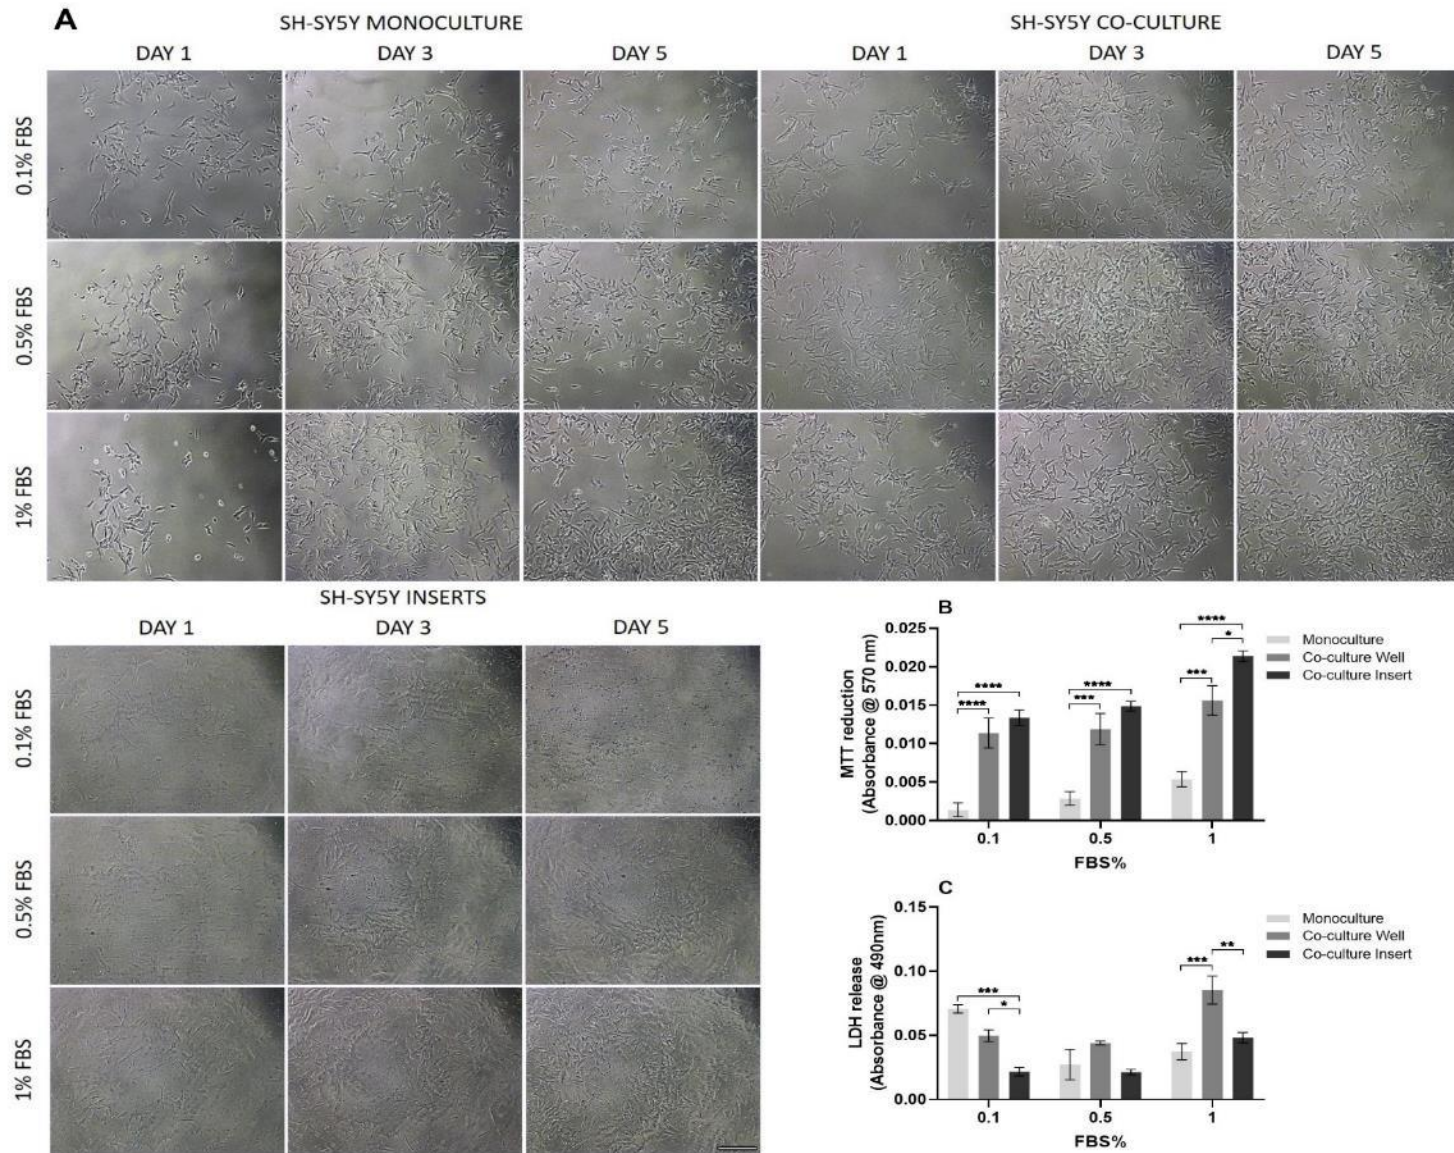 A
SH-SY5Y MONOCULTURE
SH-SY5Y CO-CULTURE
DAY 1
DAY 3
DAY 5
DAY 1
DAY 3
DAY 5
0.1% FBS
0.5% FBS
1% FBS
SH-SY5Y INSERTS
DAY 1
DAY 3
DAY 5
0.1% FBS
0.5% FBS
1% FBS
B
MTT reduction
(Absorbance @ 570 nm)
0.025
0.020
0.015
0.010
0.005
0.000
****
****
***
****
***
****
*
0.1
0.5
1
FBS%
Monoculture
Co-culture Well
Co-culture Insert
C
LDH release
(Absorbance @ 490nm)
0.15
0.10
0.05
0.00
***
*
***
**
0.1
0.5
1
FBS%
Monoculture
Co-culture Well
Co-culture Insert